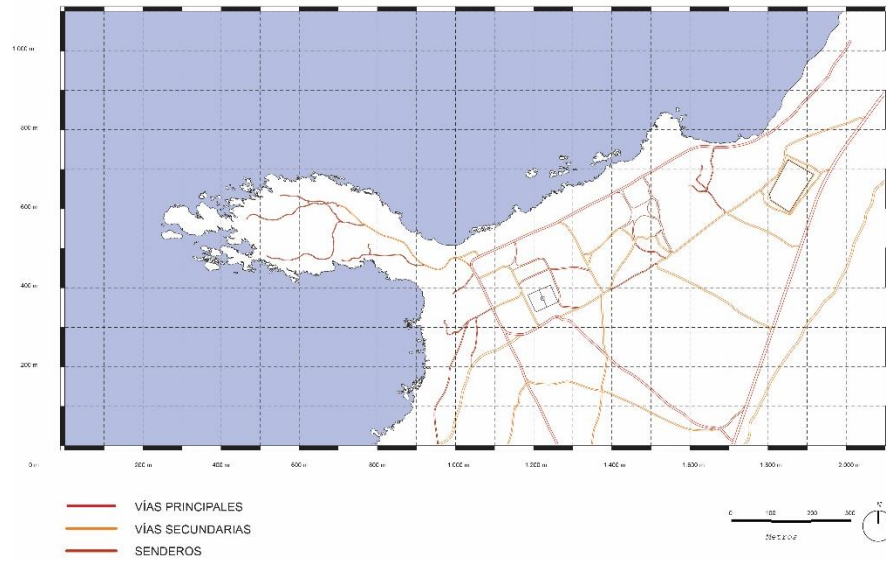 1.000 m
800 m
600 m
400 m
200 m
0 m 200 m 400 m 600 m 800 m 1.000 m 1.200 m 1.400 m 1.600 m 1.800 m 2.000 m
VÍAS PRINCIPALES
VÍAS SECUNDARIAS
SENDEROS
N
0 100 200 300
Metros